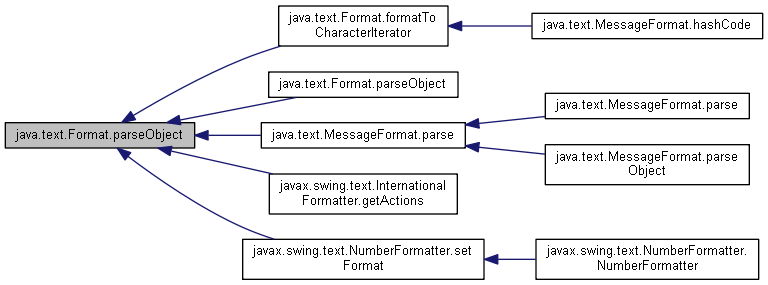 java.text.Format.formatTo
CharacterIterator
java.text.MessageFormat.hashCode
java.text.Format.parseObject
java.text.MessageFormat.parse
java.text.Format.parseObject
java.text.MessageFormat.parse
java.text.MessageFormat.parse
Object
javax.swing.text.International
Formatter.getActions
javax.swing.text.NumberFormatter.set
Format
javax.swing.text.NumberFormatter.
NumberFormatter